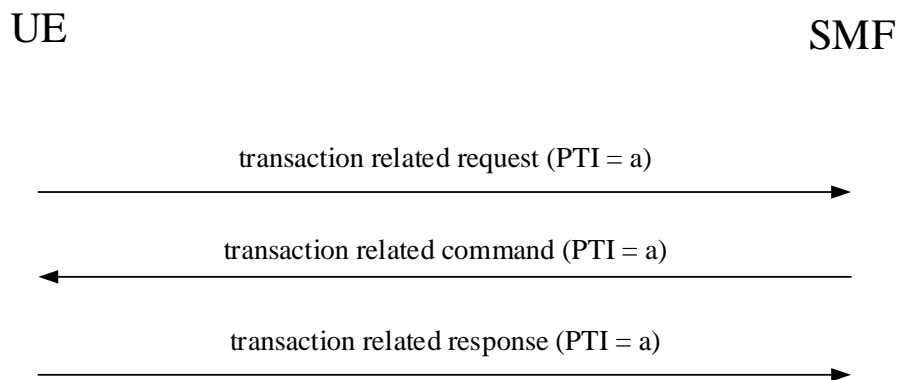 UE
SMF
transaction related request (PTI = a)
transaction related command (PTI = a)
transaction related response (PTI = a)